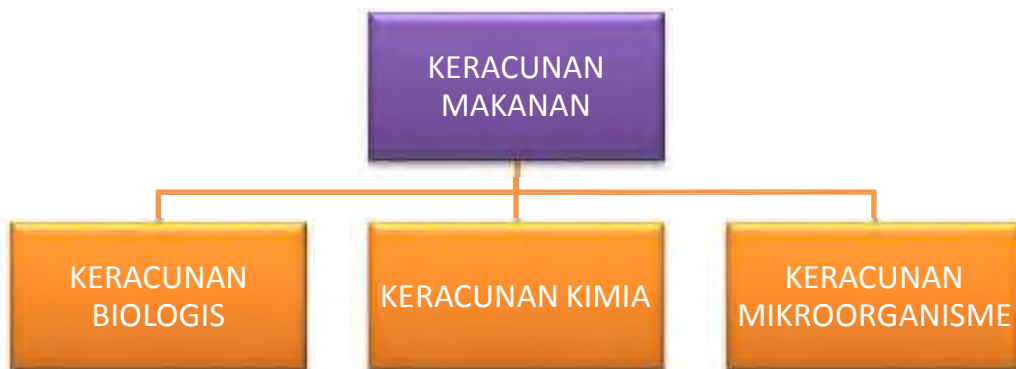 KERACUNAN
MAKANAN
KERACUNAN
BIOLOGIS
KERACUNAN KIMIA
KERACUNAN
MIKROORGANISME